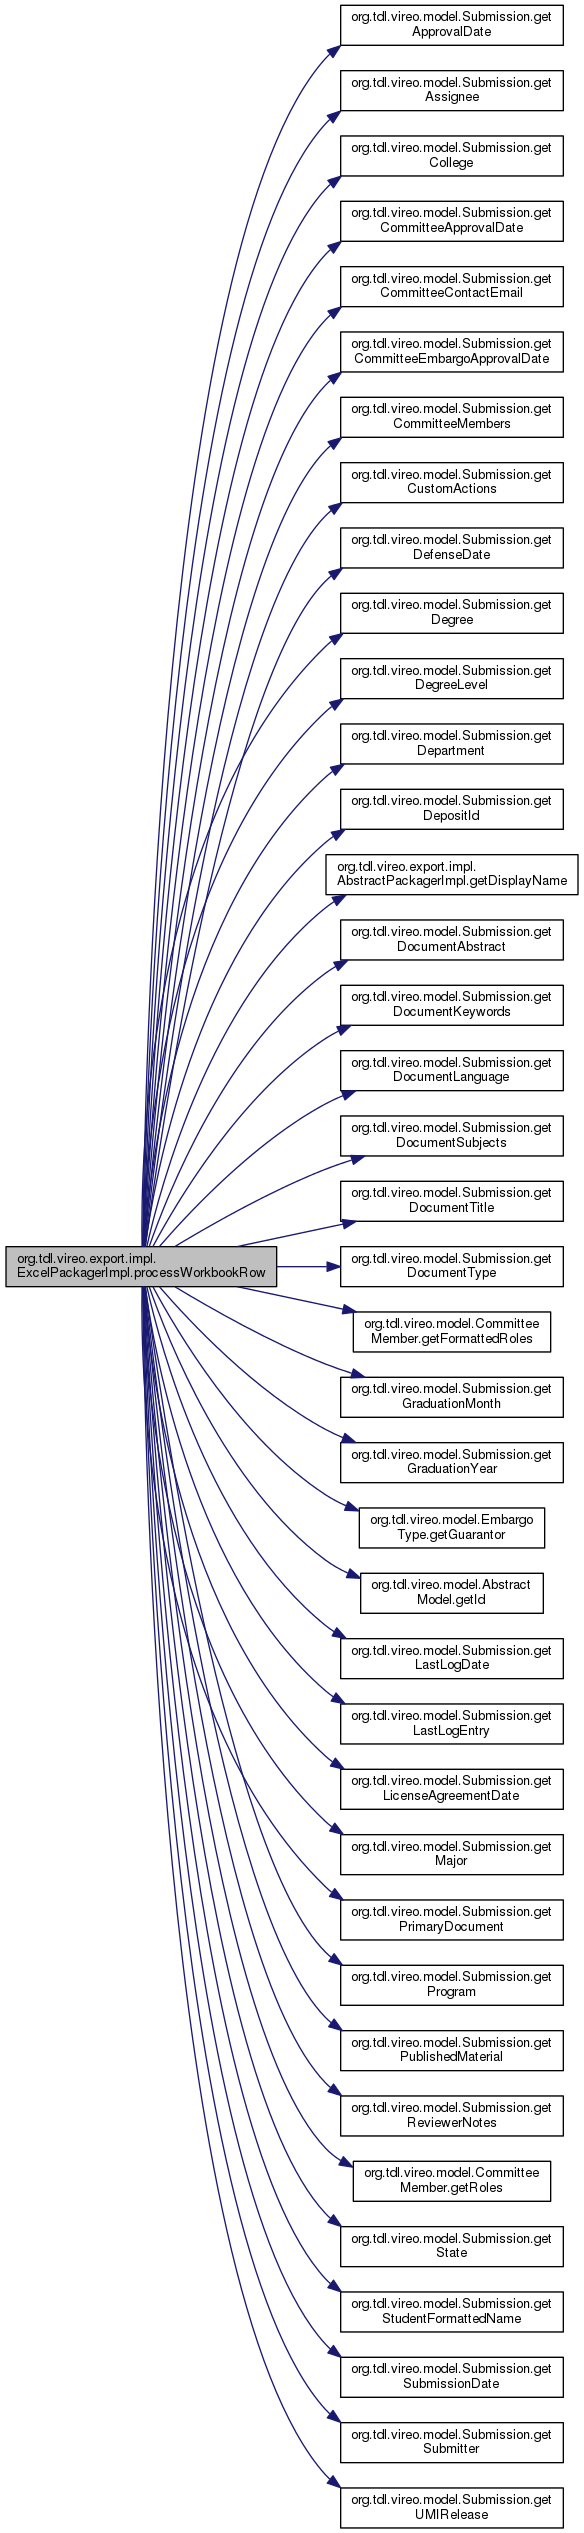 org.tdl.vireo.model.Submission.get
ApprovalDate
org.tdl.vireo.model.Submission.get
Assignee
org.tdl.vireo.model.Submission.get
College
org.tdl.vireo.model.Submission.get
CommitteeApprovalDate
org.tdl.vireo.model.Submission.get
CommitteeContactEmail
org.tdl.vireo.model.Submission.get
CommitteeEmbargoApprovalDate
org.tdl.vireo.model.Submission.get
CommitteeMembers
org.tdl.vireo.model.Submission.get
CustomActions
org.tdl.vireo.model.Submission.get
DefenseDate
org.tdl.vireo.model.Submission.get
Degree
org.tdl.vireo.model.Submission.get
DegreeLevel
org.tdl.vireo.model.Submission.get
Department
org.tdl.vireo.model.Submission.get
DepositId
org.tdl.vireo.export.impl.
AbstractPackagerImpl.getDisplayName
org.tdl.vireo.model.Submission.get
DocumentAbstract
org.tdl.vireo.model.Submission.get
DocumentKeywords
org.tdl.vireo.model.Submission.get
DocumentLanguage
org.tdl.vireo.model.Submission.get
DocumentSubjects
org.tdl.vireo.model.Submission.get
DocumentTitle
org.tdl.vireo.export.impl.
ExcelPackagerImpl.processWorkbookRow
org.tdl.vireo.model.Submission.get
DocumentType
org.tdl.vireo.model.Committee
Member.getFormattedRoles
org.tdl.vireo.model.Submission.get
GraduationMonth
org.tdl.vireo.model.Submission.get
GraduationYear
org.tdl.vireo.model.Embargo
Type.getGuarantor
org.tdl.vireo.model.Abstract
Model.getId
org.tdl.vireo.model.Submission.get
LastLogDate
org.tdl.vireo.model.Submission.get
LastLogEntry
org.tdl.vireo.model.Submission.get
LicenseAgreementDate
org.tdl.vireo.model.Submission.get
Major
org.tdl.vireo.model.Submission.get
PrimaryDocument
org.tdl.vireo.model.Submission.get
Program
org.tdl.vireo.model.Submission.get
PublishedMaterial
org.tdl.vireo.model.Submission.get
ReviewerNotes
org.tdl.vireo.model.Committee
Member.getRoles
org.tdl.vireo.model.Submission.get
State
org.tdl.vireo.model.Submission.get
StudentFormattedName
org.tdl.vireo.model.Submission.get
SubmissionDate
org.tdl.vireo.model.Submission.get
Submitter
org.tdl.vireo.model.Submission.get
UMIRelease